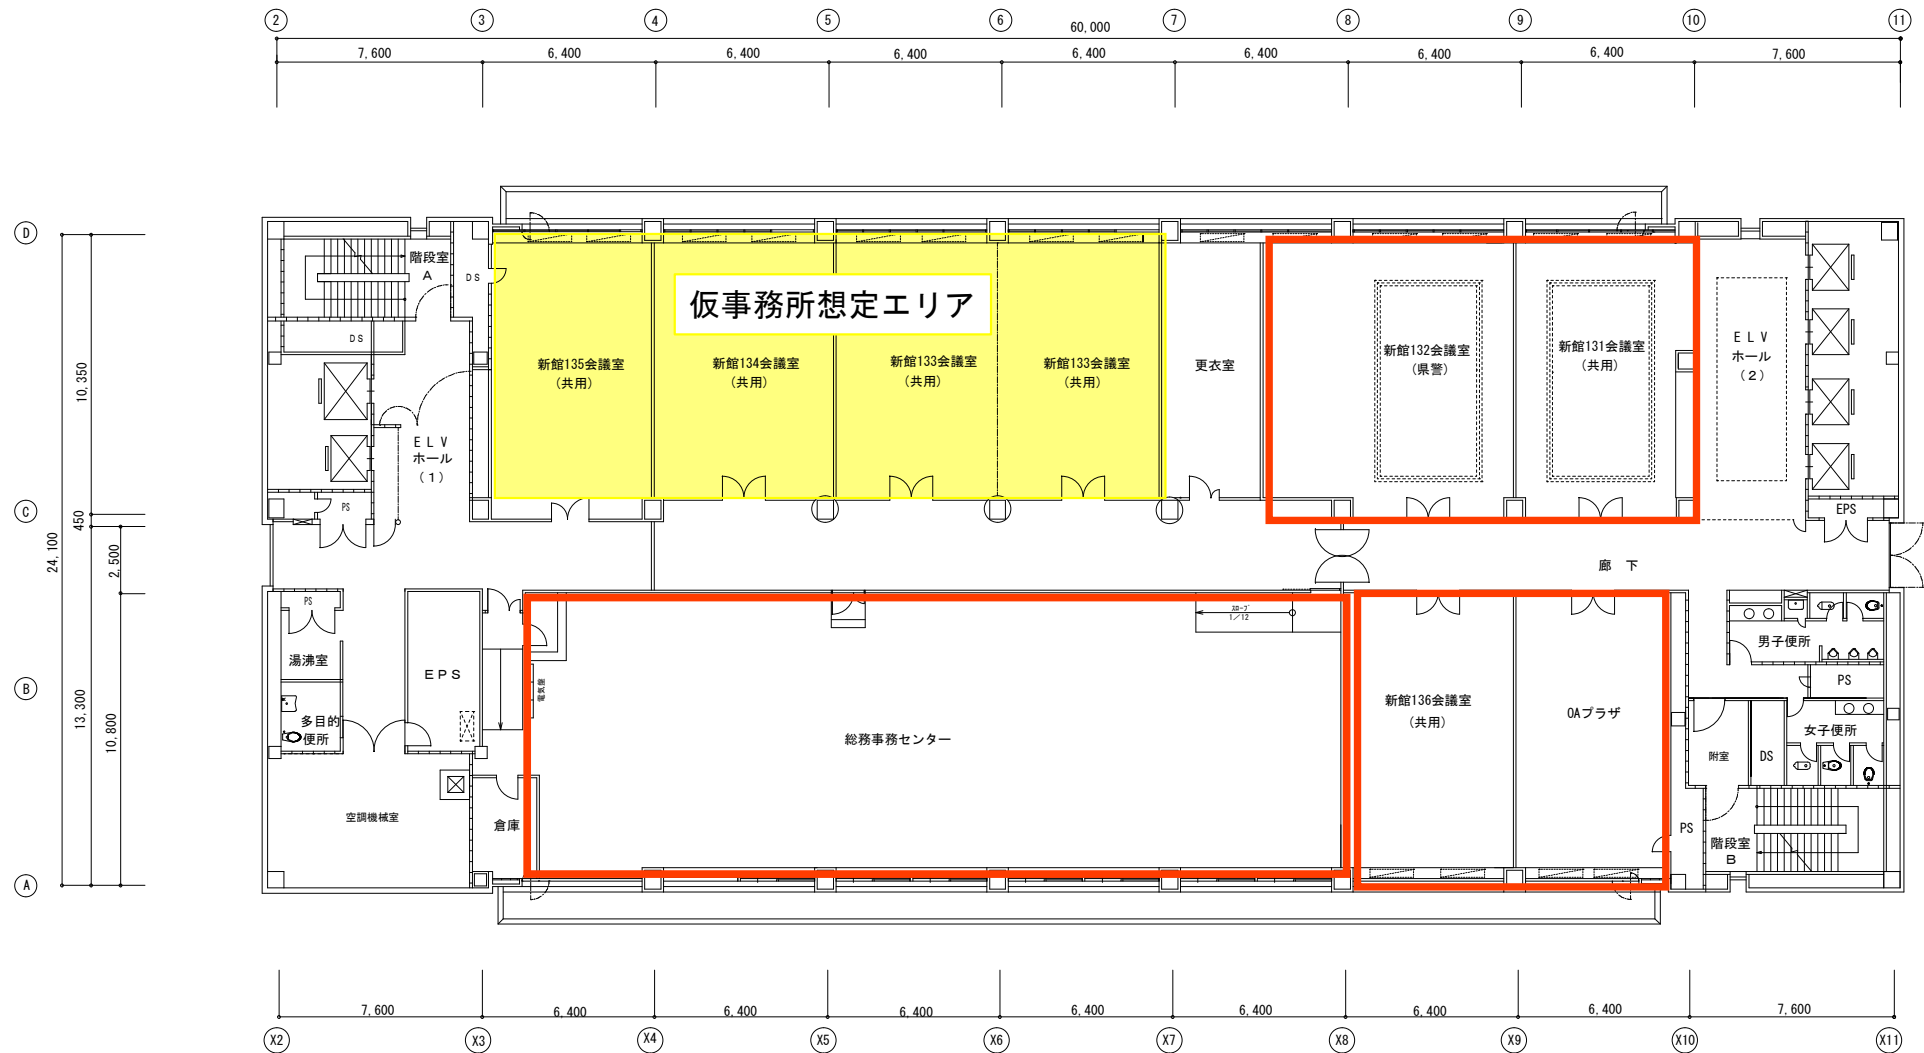 2 3 4 5 6 7 8 9 10 11
60,000
7,600 6,400 6,400 6,400 6,400 6,400 6,400 6,400 7,600
D
階段室
A
DS
DS
仮事務所想定エリア
新館135会議室
(共用)
新館134会議室
(共用)
新館133会議室
(共用)
新館133会議室
(共用)
更衣室
新館132会議室
(県警)
新館131会議室
(共用)
ELV
ホール
(2)
10,350
ELV
ホール
(1)
PS
EPS
C
450
24,100
2,500
廊 下
PS
スロープ
1/12
湯沸室
EPS
電気盤
男子便所
PS
B
13,300
10,800
多目的
便所
総務事務センター
新館136会議室
(共用)
OAプラザ
女子便所
附室
DS
空調機械室
倉庫
PS
階段室
B
A
7,600 6,400 6,400 6,400 6,400 6,400 6,400 6,400 7,600
X2 X3 X4 X5 X6 X7 X8 X9 X10 X11